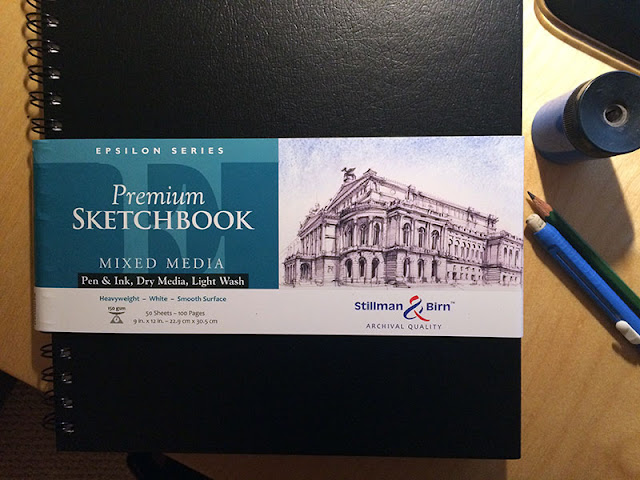 EPSILON SERIES
Premium
SKETCHBOOK
MIXED MEDIA
Pen & Ink, Dry Media, Light Wash
Heavyweight – White – Smooth Surface
150 gsm
50 Sheets – 100 Pages
9 in. x 12 in. – 22.9 cm x 30.5 cm
Stillman & Birn™
ARCHIVAL QUALITY